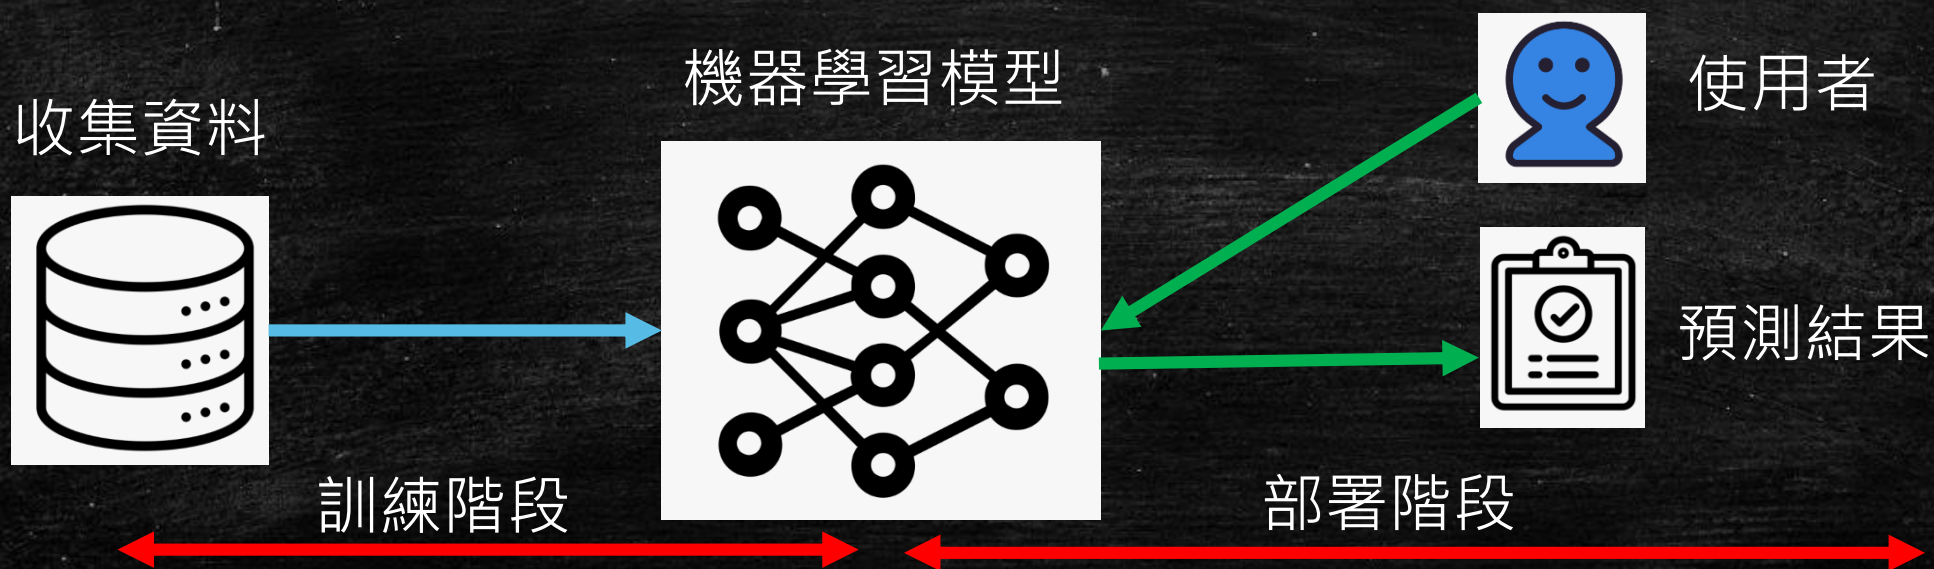 收集資料
機器學習模型
使用者
預測結果
訓練階段
部署階段